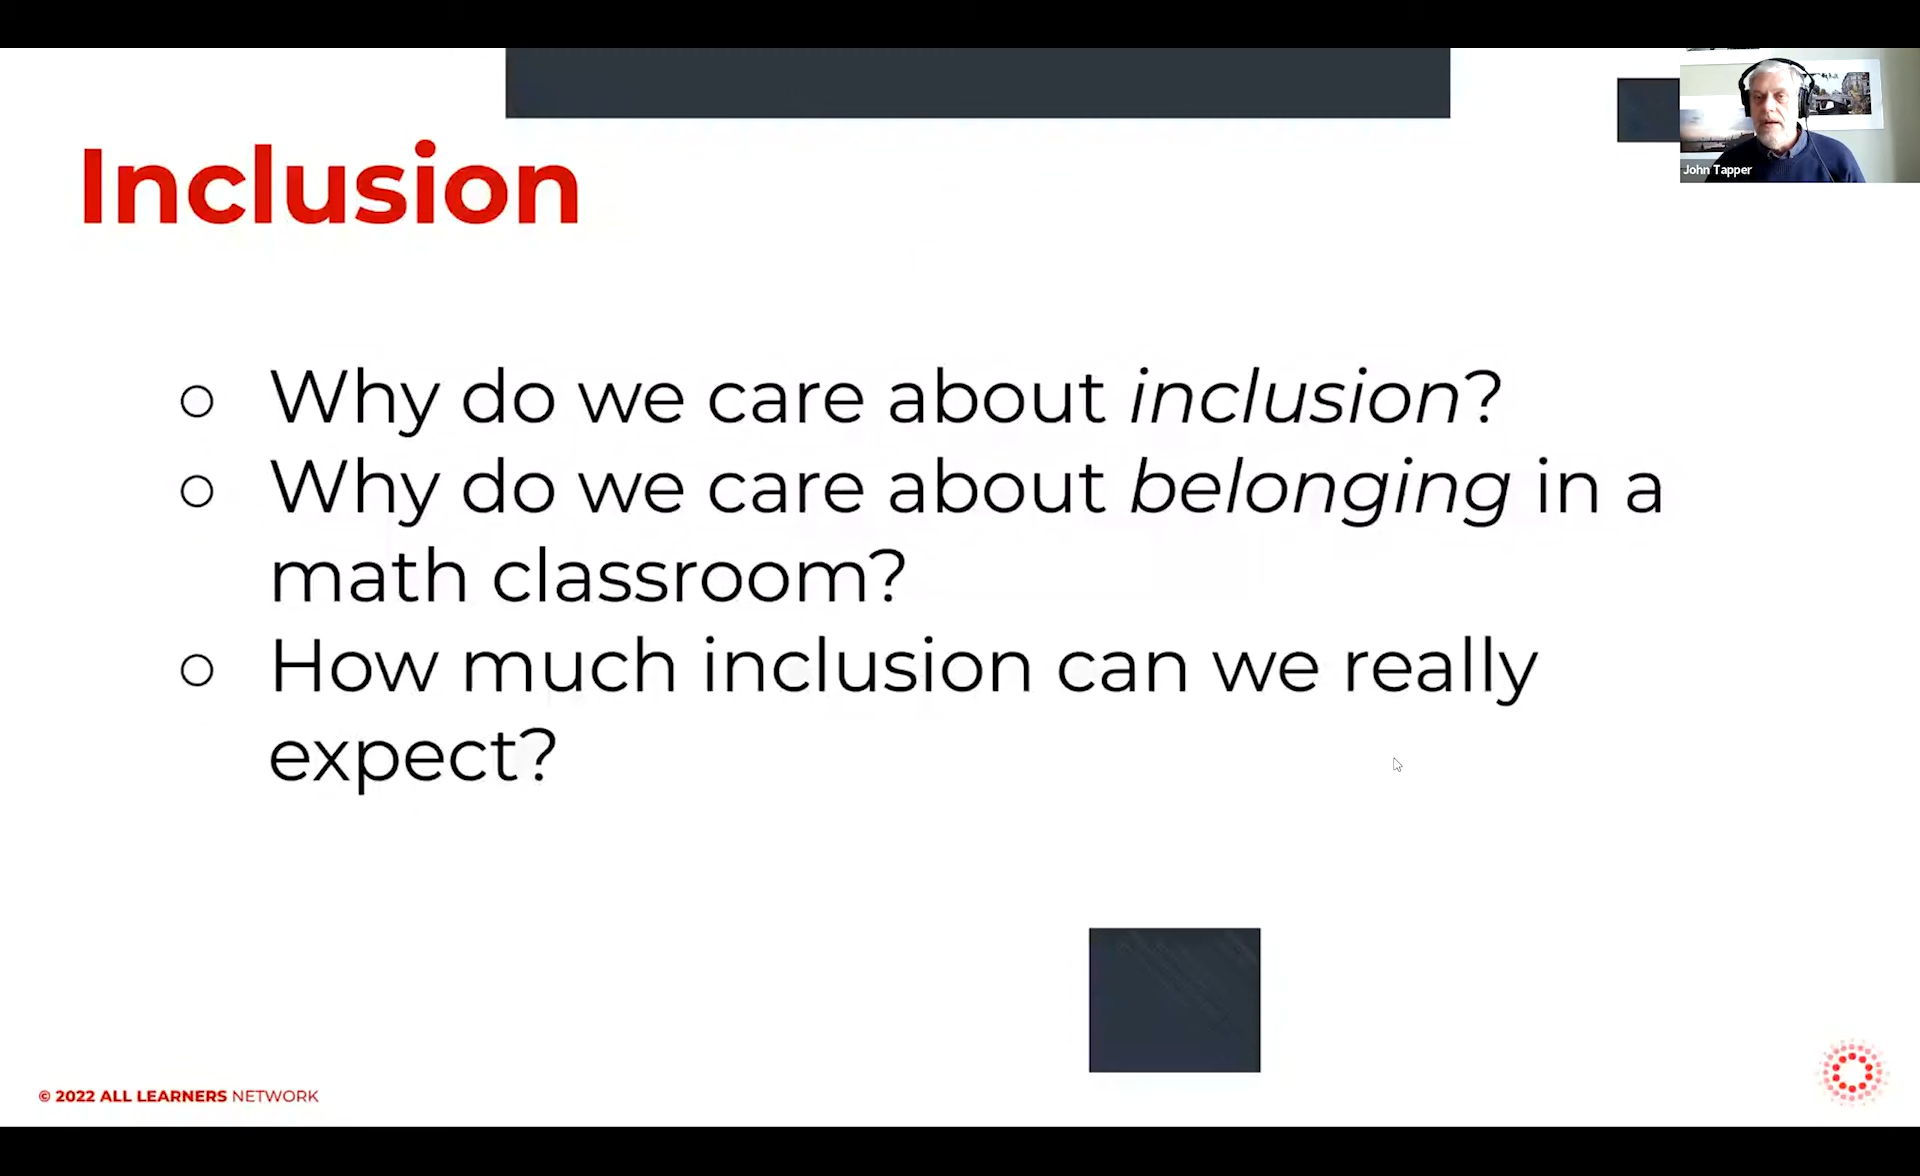 John Tapper
Inclusion
○ Why do we care about inclusion?
○ Why do we care about belonging in a
math classroom?
○ How much inclusion can we really
expect?
© 2022 ALL LEARNERS NETWORK